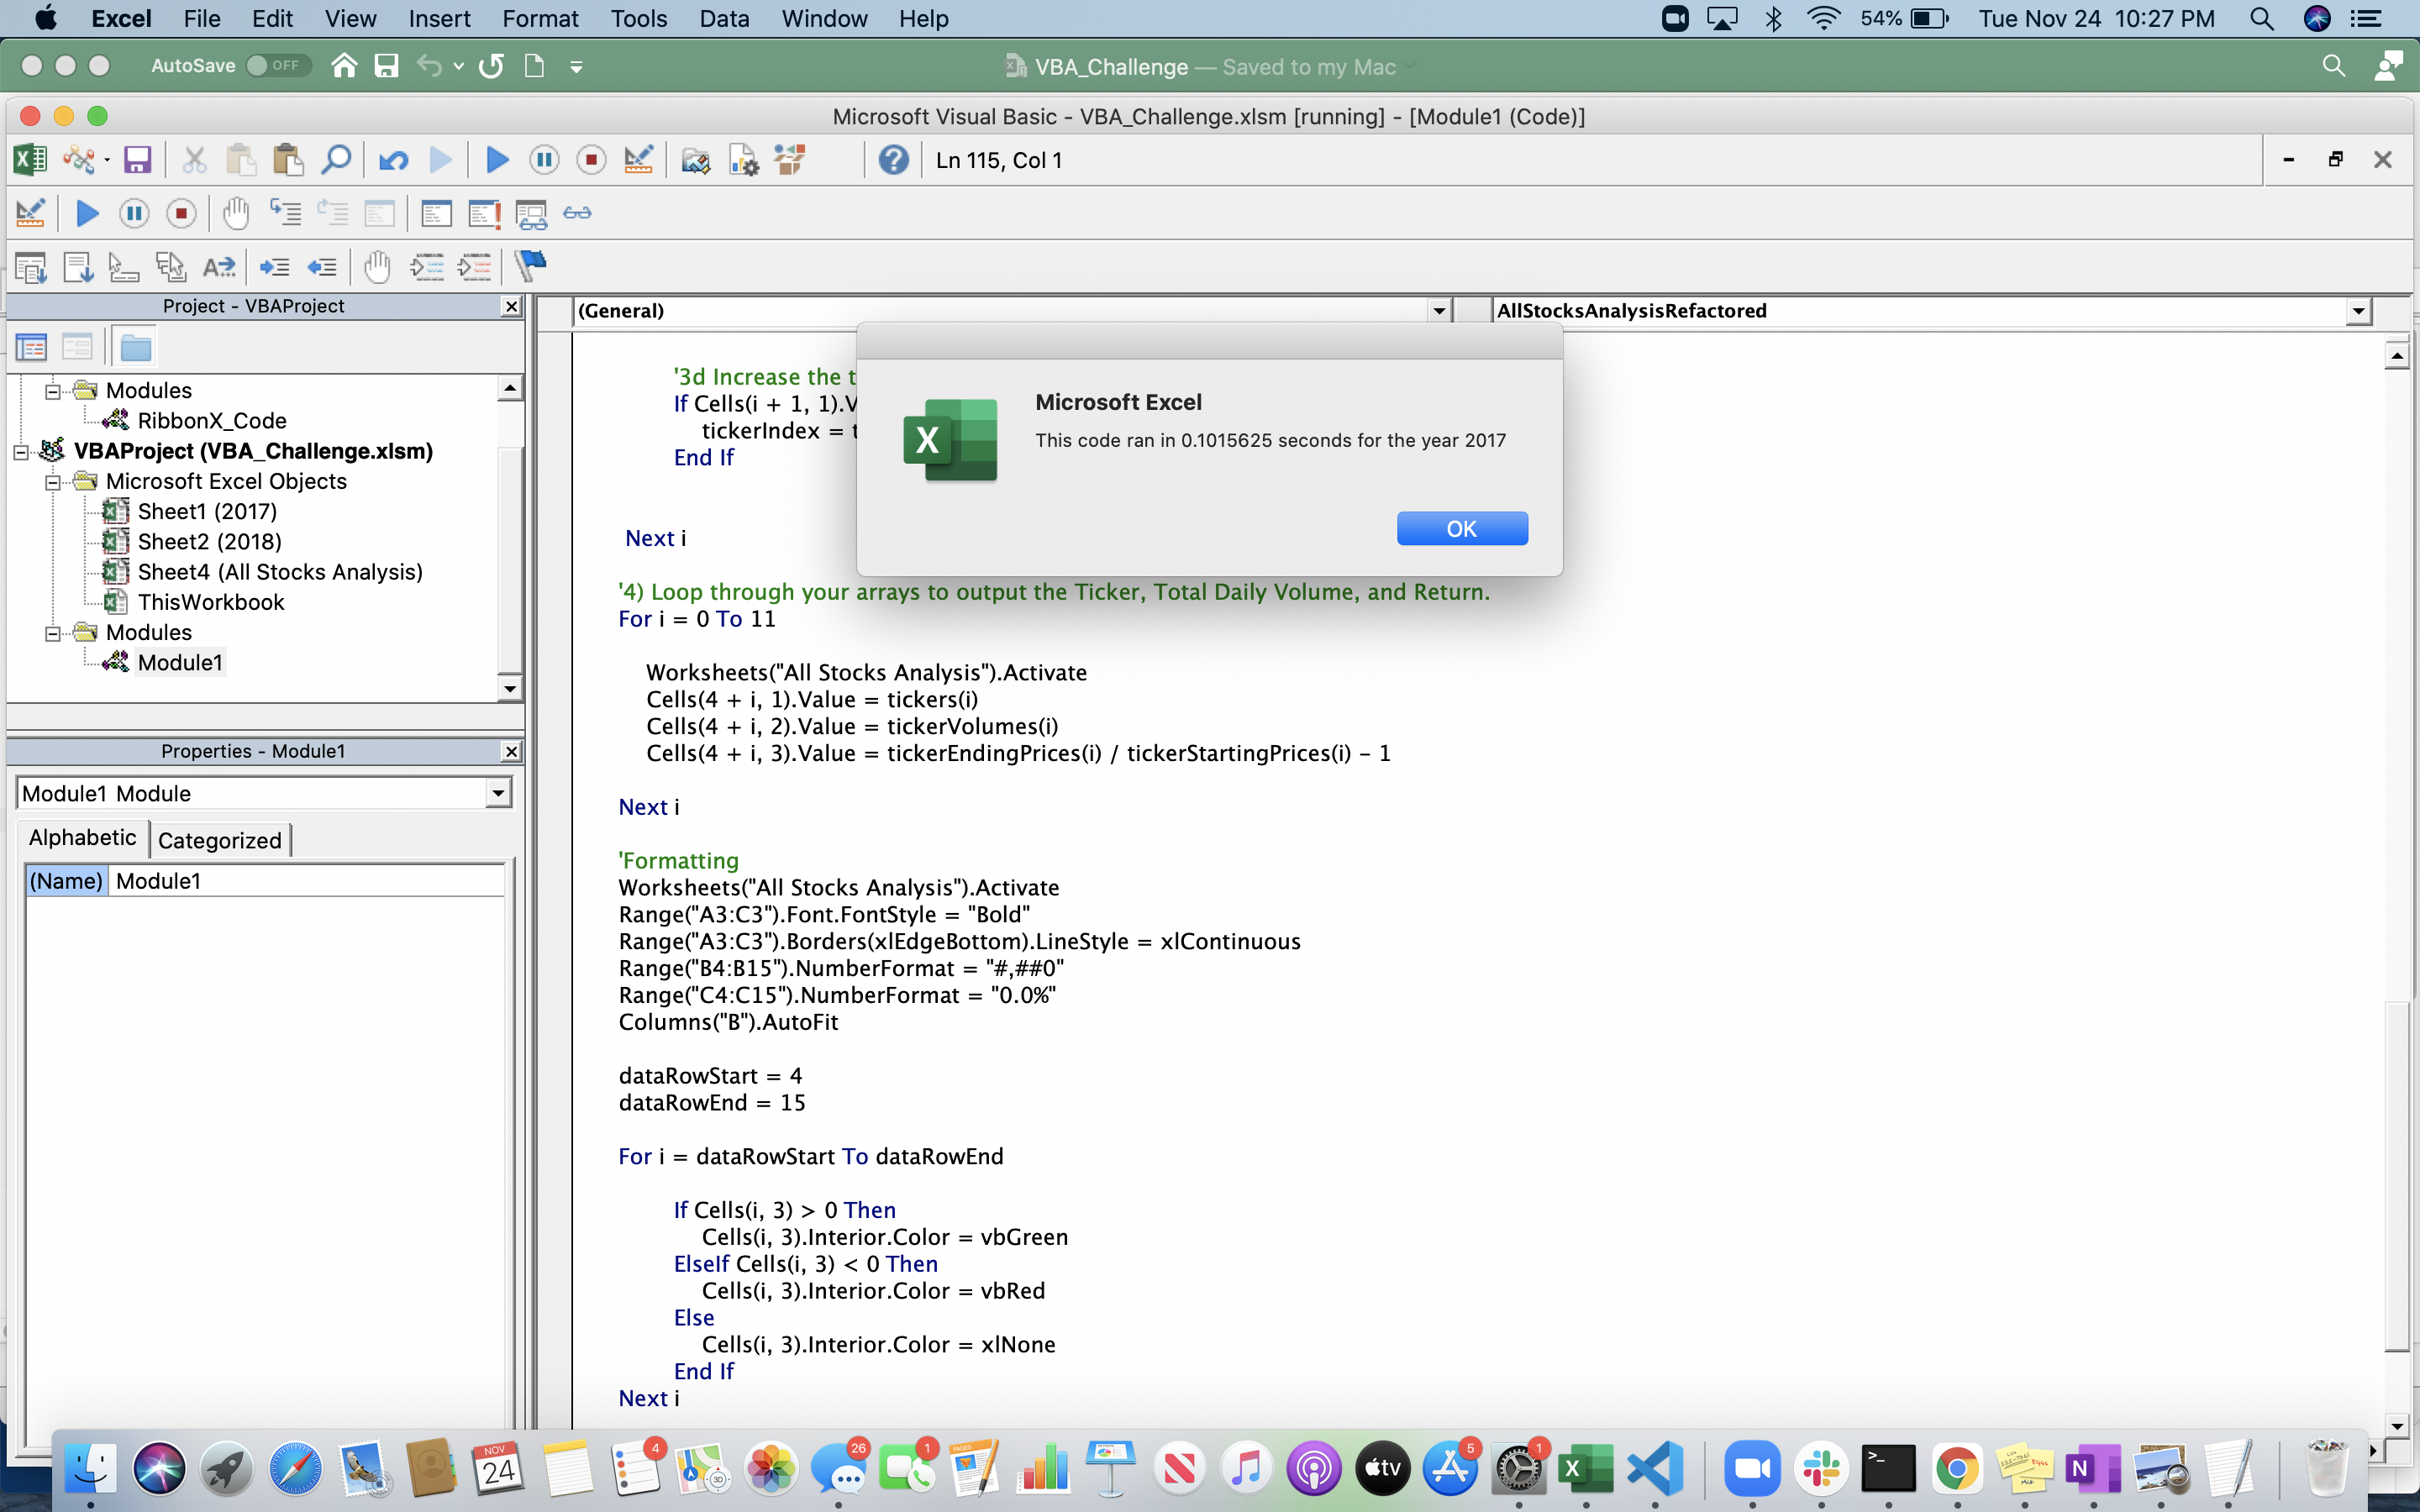 Excel File Edit View Insert Format Tools Data Window Help 54% Tue Nov 24 10:27 PM
AutoSave OFF VBA_Challenge — Saved to my Mac
Microsoft Visual Basic - VBA_Challenge.xlsm [running] - [Module1 (Code)]
Ln 115, Col 1
Project - VBAProject
Modules
RibbonX_Code
VBAProject (VBA_Challenge.xlsm)
Microsoft Excel Objects
Sheet1 (2017)
Sheet2 (2018)
Sheet4 (All Stocks Analysis)
ThisWorkbook
Modules
Module1
Properties - Module1
Module1 Module
Alphabetic Categorized
(Name) Module1
(General) AllStocksAnalysisRefactored
'3d Increase the
If Cells(i + 1, 1).V
tickerIndex =
End If
Next i
Microsoft Excel
This code ran in 0.1015625 seconds for the year 2017
OK
'4) Loop through your arrays to output the Ticker, Total Daily Volume, and Return.
For i = 0 To 11
Worksheets("All Stocks Analysis").Activate
Cells(4 + i, 1).Value = tickers(i)
Cells(4 + i, 2).Value = tickerVolumes(i)
Cells(4 + i, 3).Value = tickerEndingPrices(i) / tickerStartingPrices(i) - 1
Next i
'Formatting
Worksheets("All Stocks Analysis").Activate
Range("A3:C3").Font.FontStyle = "Bold"
Range("A3:C3").Borders(xlEdgeBottom).LineStyle = xlContinuous
Range("B4:B15").NumberFormat = "#,##0"
Range("C4:C15").NumberFormat = "0.0%"
Columns("B").AutoFit
dataRowStart = 4
dataRowEnd = 15
For i = dataRowStart To dataRowEnd
If Cells(i, 3) > 0 Then
Cells(i, 3).Interior.Color = vbGreen
ElseIf Cells(i, 3) < 0 Then
Cells(i, 3).Interior.Color = vbRed
Else
Cells(i, 3).Interior.Color = xlNone
End If
Next i
NOV 24 4 3D 26 1 PAGES tv 5 1 X >_ N